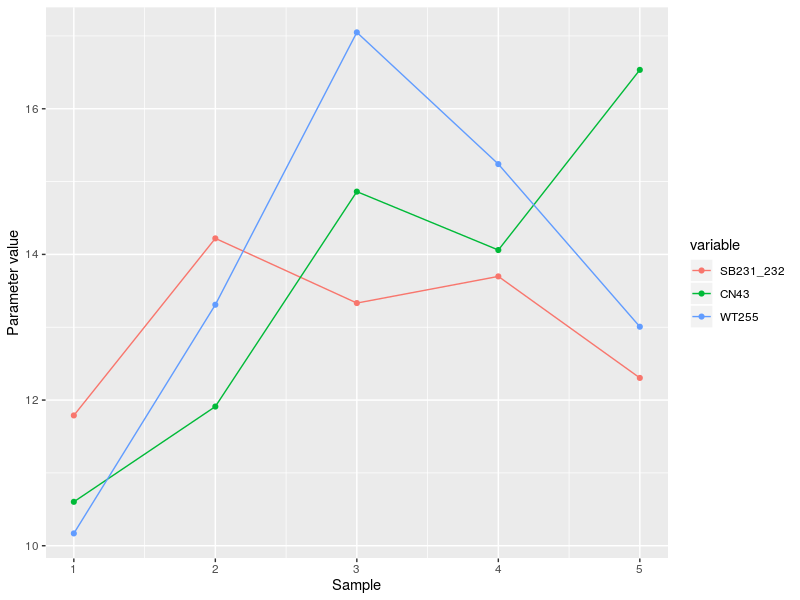 Parameter value
16
14
12
10
1 2 3 4 5
Sample
variable
SB231_232
CN43
WT255